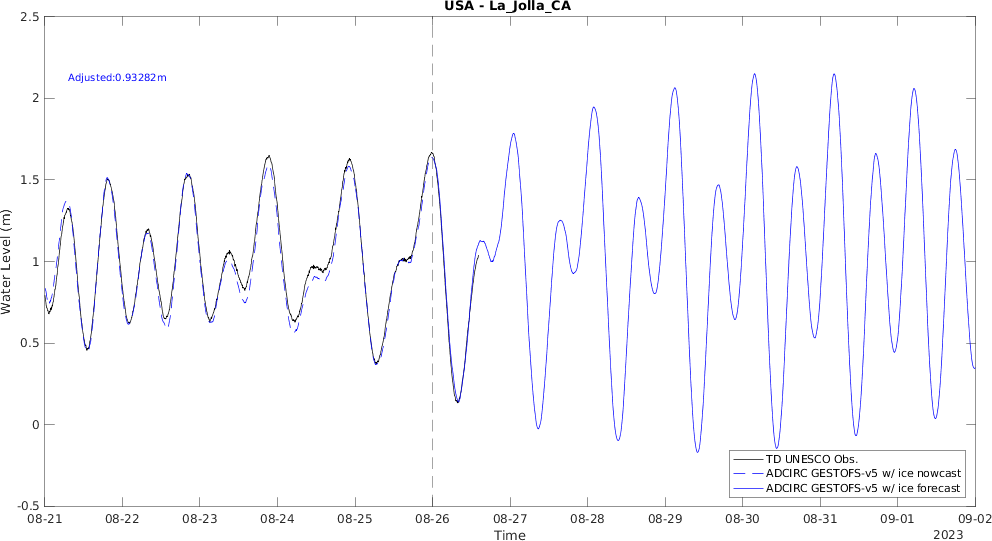 USA - La_Jolla_CA
2.5
Adjusted:0.93282m
2
1.5
Water Level (m)
1
0.5
0
-0.5
TD UNESCO Obs.
ADCIRC GESTOFS-v5 w/ ice nowcast
ADCIRC GESTOFS-v5 w/ ice forecast
08-21 08-22 08-23 08-24 08-25 08-26 08-27 08-28 08-29 08-30 08-31 09-01 09-02
Time
2023